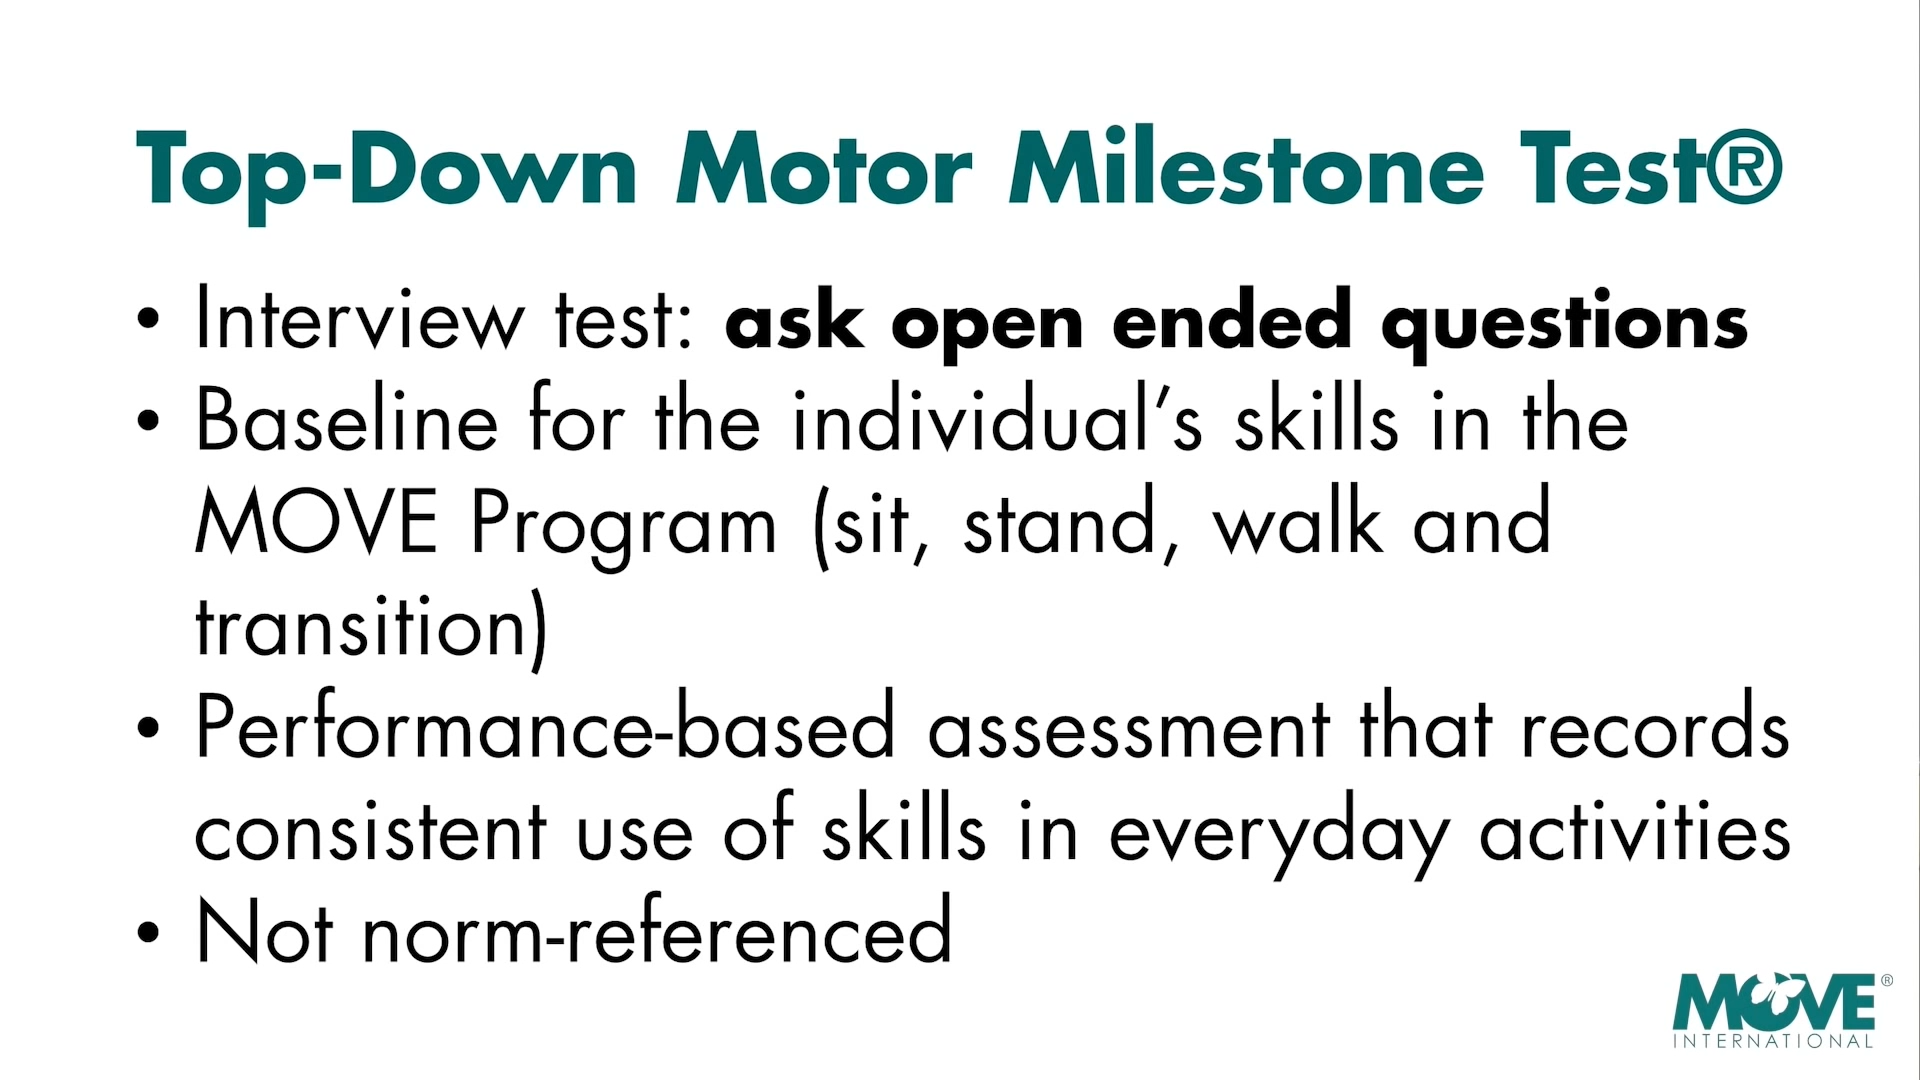 Top-Down Motor Milestone Test®
• Interview test: ask open ended questions
• Baseline for the individual’s skills in the
MOVE Program (sit, stand, walk and
transition)
• Performance-based assessment that records
consistent use of skills in everyday activities
• Not norm-referenced
MOVE®
INTERNATIONAL